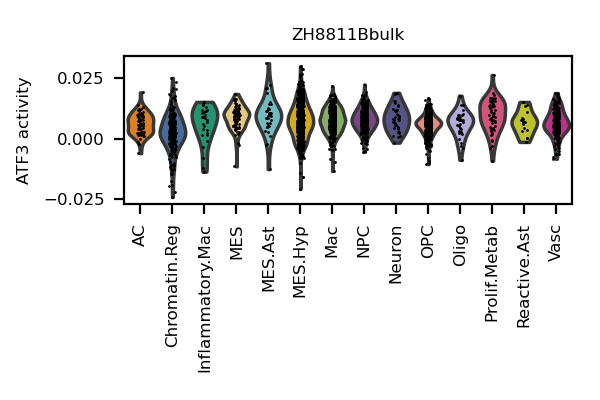 ZH8811Bbulk
ATF3 activity
0.025
0.000
−0.025
AC
Chromatin.Reg
Inflammatory.Mac
MES
MES.Ast
MES.Hyp
Mac
NPC
Neuron
OPC
Oligo
Prolif.Metab
Reactive.Ast
Vasc